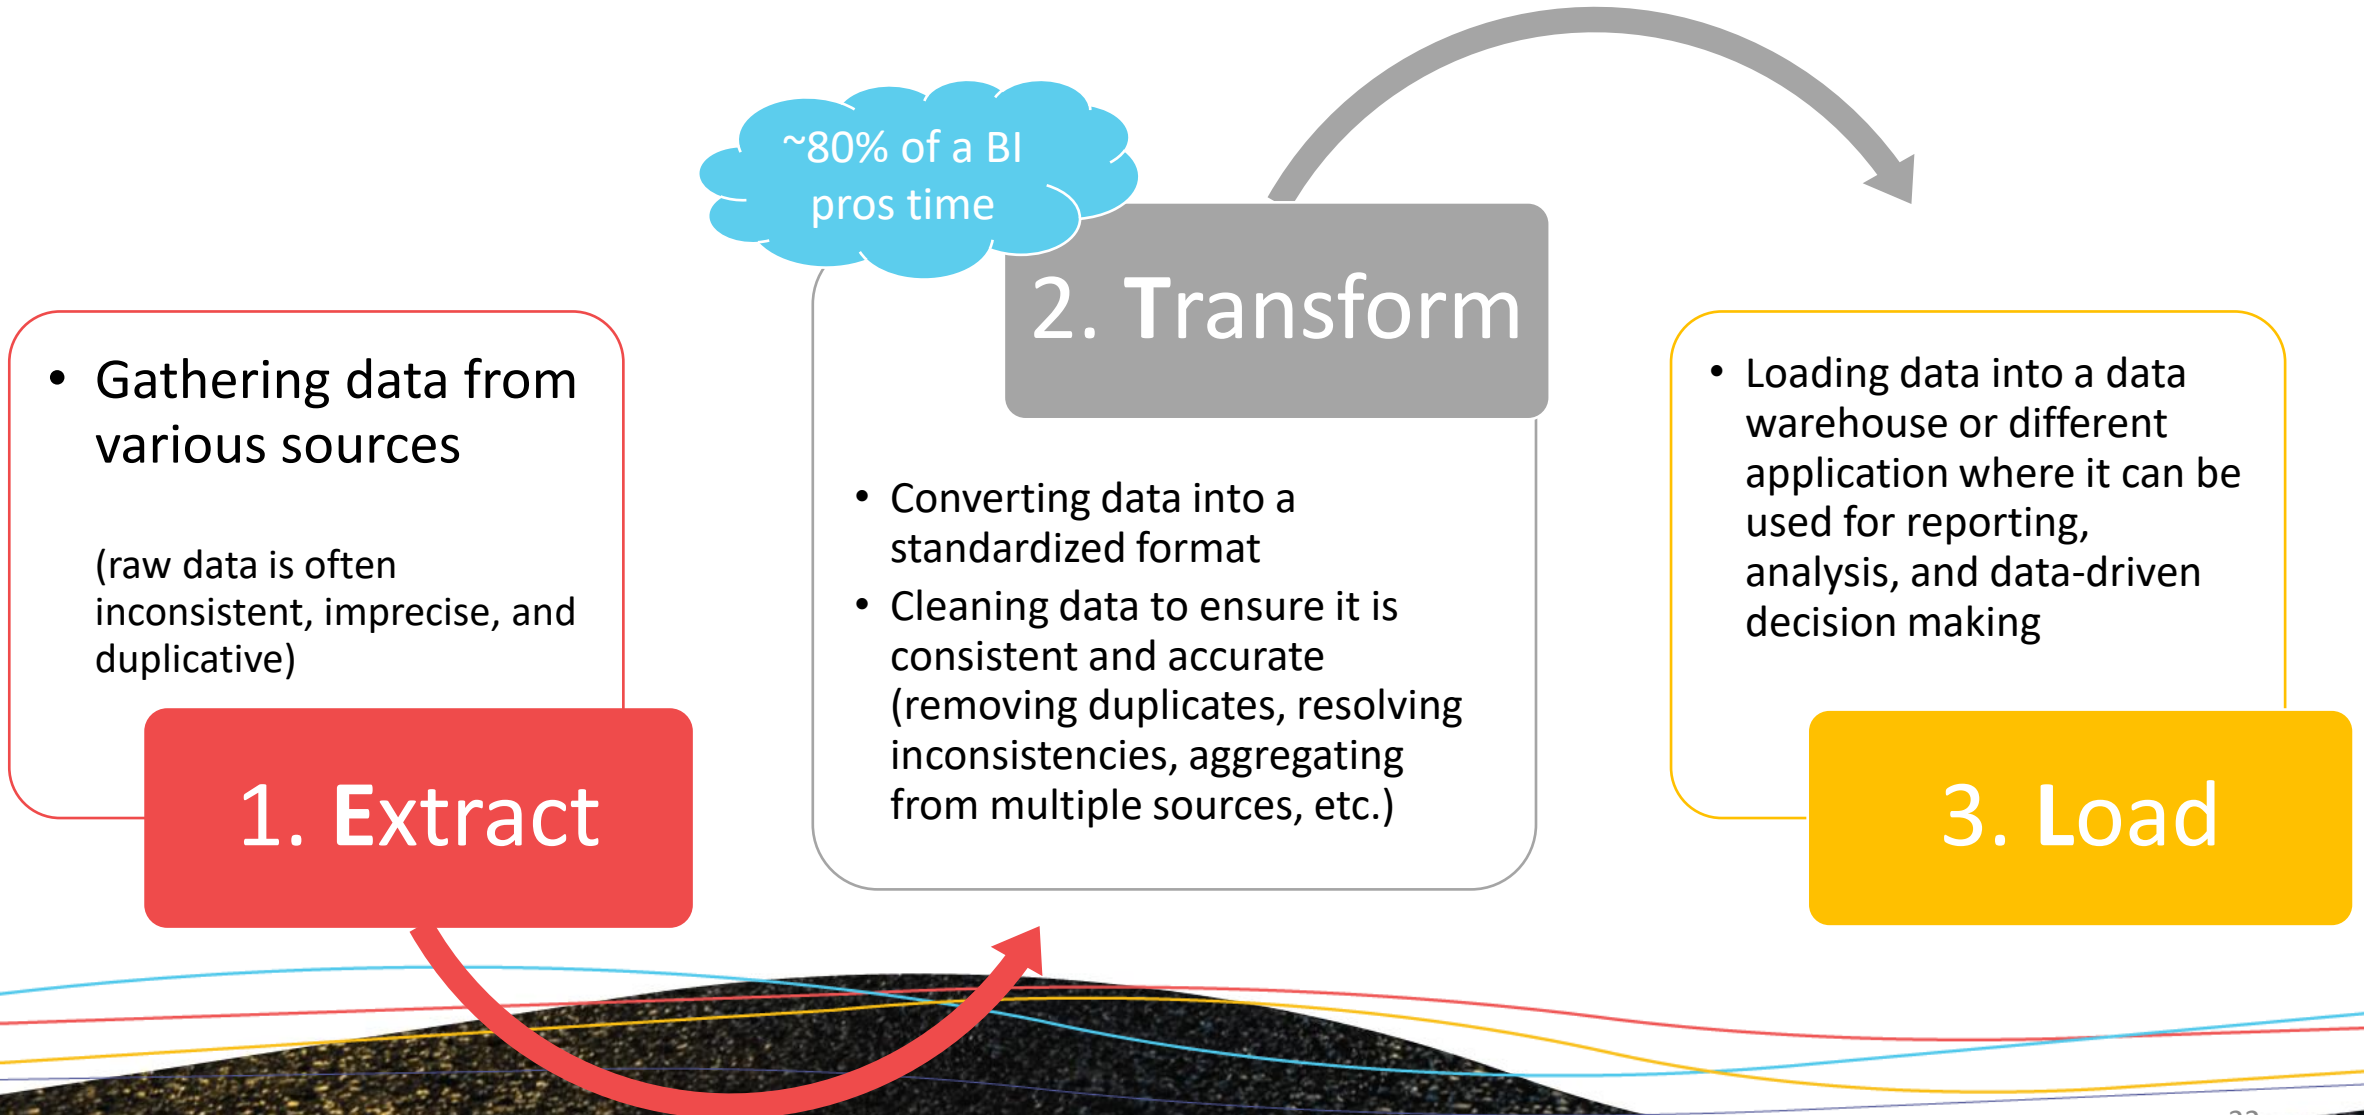 • Gathering data from
various sources
(raw data is often
inconsistent, imprecise, and
duplicative)
1. Extract
~80% of a BI
pros time
2. Transform
• Converting data into a
standardized format
• Cleaning data to ensure it is
consistent and accurate
(removing duplicates, resolving
inconsistencies, aggregating
from multiple sources, etc.)
• Loading data into a data
warehouse or different
application where it can be
used for reporting,
analysis, and data-driven
decision making
3. Load